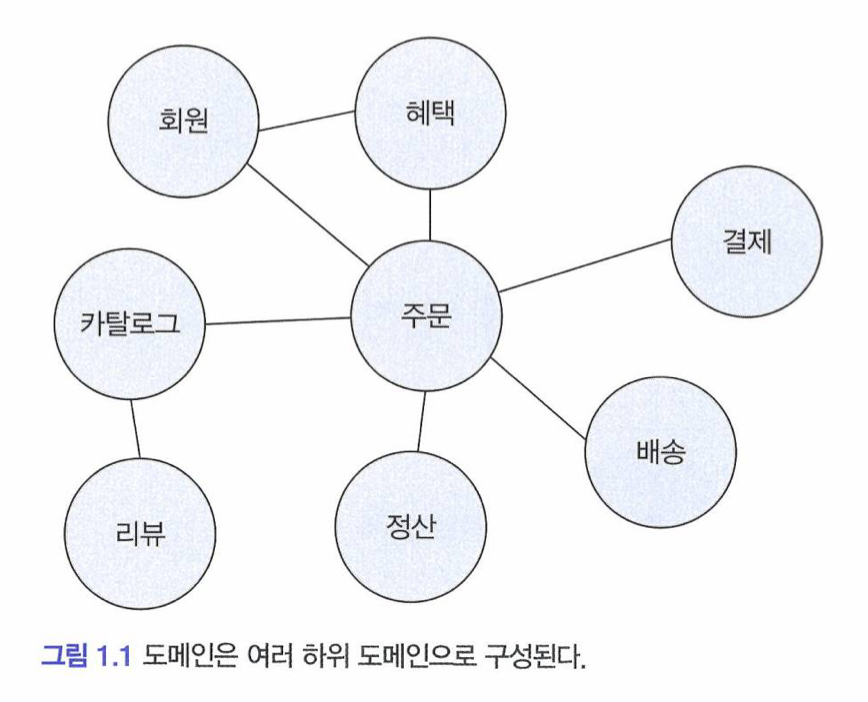 회원
혜택
결제
카탈로그
주문
배송
리뷰
정산
그림 1.1 도메인은 여러 하위 도메인으로 구성된다.